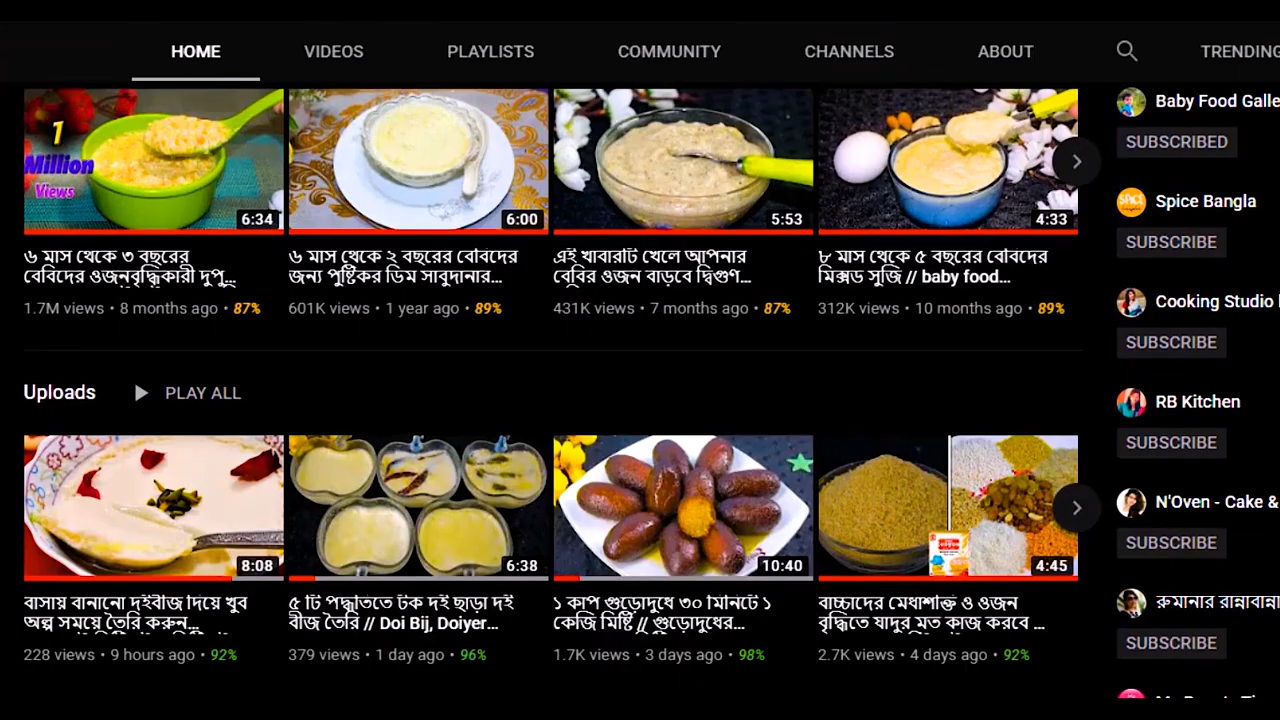 HOME VIDEOS PLAYLISTS COMMUNITY CHANNELS ABOUT TRENDING
1
Million
Views
6:34
6:00
5:53
4:33
৬ মাস থেকে ৩ বছরের
বেবিদের ওজনবৃদ্ধিকারী দুপু...
1.7M views • 8 months ago • 87%
৬ মাস থেকে ২ বছরের বেবিদের
জন্য পুষ্টিকর ডিম সাবুদানার...
601K views • 1 year ago • 89%
এই খাবারটি খেলে আপনার
বেবির ওজন বাড়বে দ্বিগুণ...
431K views • 7 months ago • 87%
৮ মাস থেকে ৫ বছরের বেবিদের
মিক্সড সুজি // baby food...
312K views • 10 months ago • 89%
Uploads PLAY ALL
8:08
6:38
10:40
4:45
বাসায় বানানো দইবীজ দিয়ে খুব
অল্প সময়ে তৈরি করুন...
228 views • 9 hours ago • 92%
৫ টি পদ্ধতিতে টক দই ছাড়া দই
বীজ তৈরি // Doi Bij, Doiyer...
379 views • 1 day ago • 96%
১ কাপ গুড়োদুধে ৩০ মিনিটে ১
কেজি মিষ্টি // গুড়োদুধের...
1.7K views • 3 days ago • 98%
বাচ্চাদের মেধাশক্তি ও ওজন
বৃদ্ধিতে যাদুর মত কাজ করবে ...
2.7K views • 4 days ago • 92%
Baby Food Galle
SUBSCRIBED
Spice Bangla
SUBSCRIBE
Cooking Studio
SUBSCRIBE
RB Kitchen
SUBSCRIBE
N'Oven - Cake &
SUBSCRIBE
রুমানার রান্নাবান্না
SUBSCRIBE